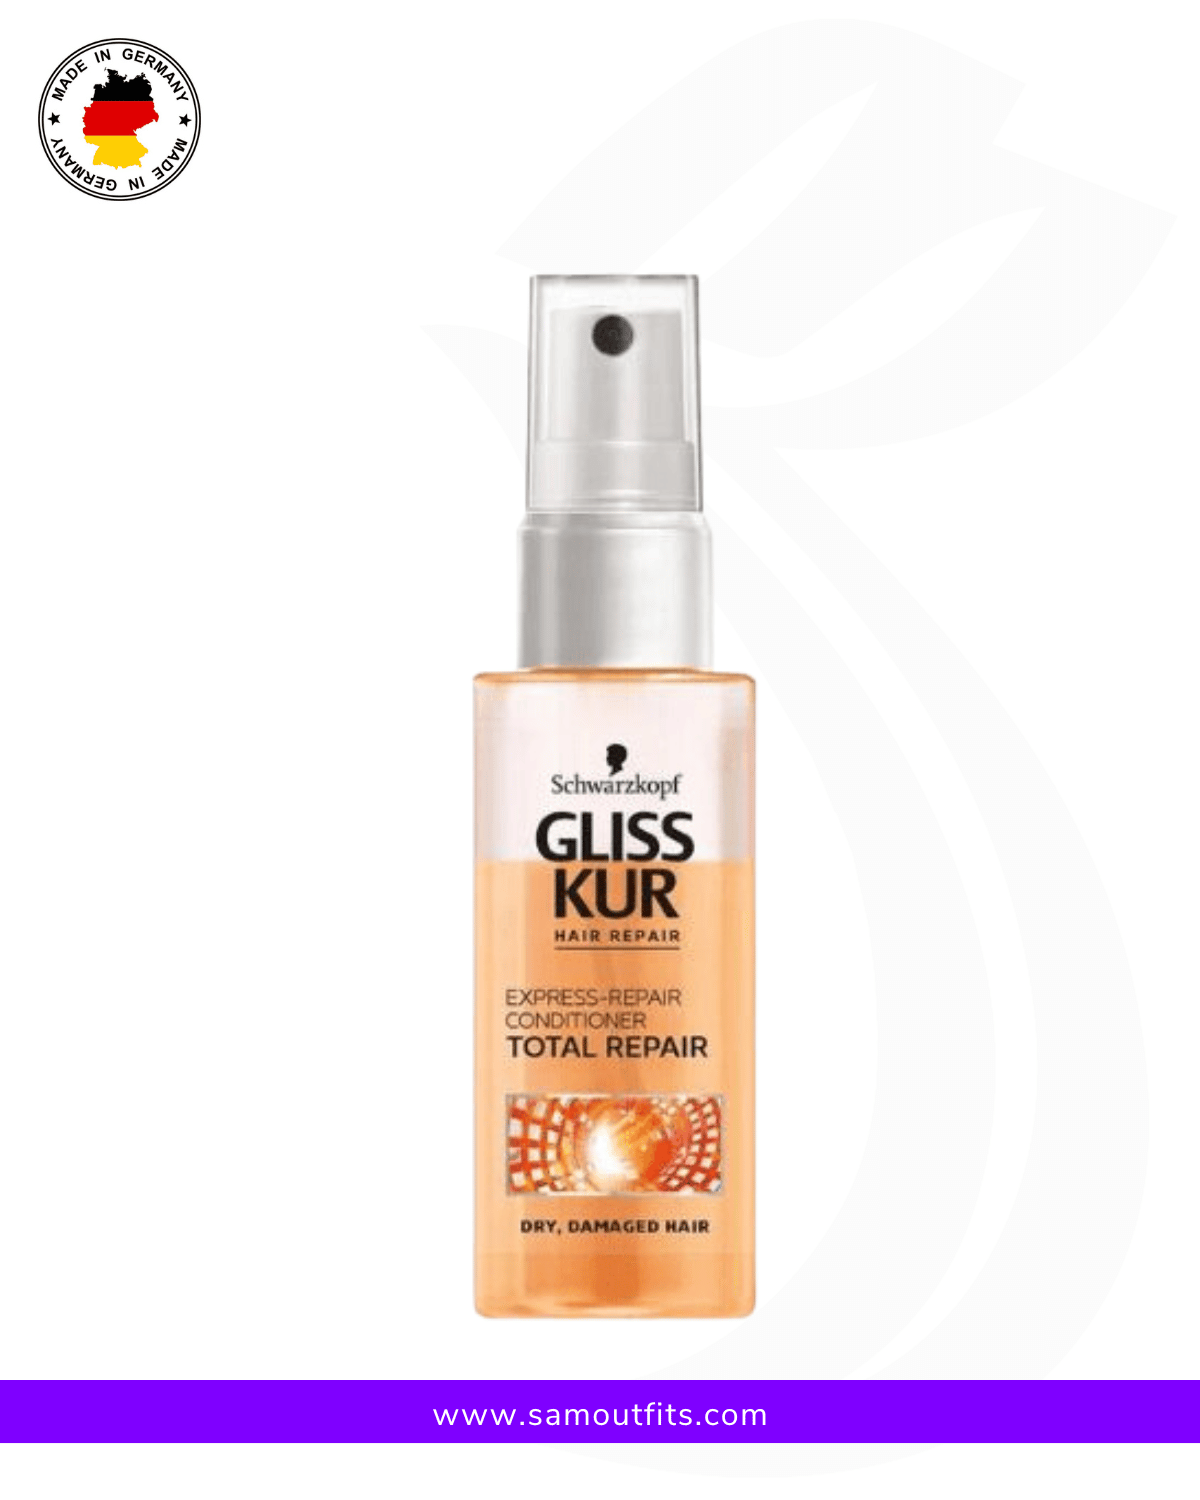 MADE IN GERMANY
MADE IN GERMANY
Schwarzkopf
GLISS
KUR
HAIR REPAIR
EXPRESS-REPAIR
CONDITIONER
TOTAL REPAIR
DRY, DAMAGED HAIR
www.samoutfits.com